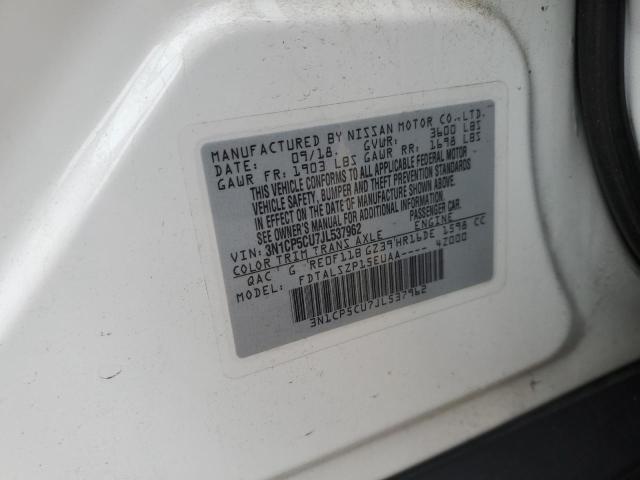 MANUFACTURED BY NISSAN MOTOR CO.,LTD.
DATE: 09/18. GVWR: 3600 LBS
GAWR FR: 1903 LBS GAWR RR: 1698 LBS
THIS VEHICLE CONFORMS TO ALL APPLICABLE FEDERAL MOTOR
VEHICLE SAFETY, BUMPER AND THEFT PREVENTION STANDARDS
IN EFFECT ON THE DATE OF MANUFACTURE SHOWN ABOVE.
SEE OWNER'S MANUAL FOR ADDITIONAL INFORMATION.
VIN: 3N1CP5CU7JL537962 PASSENGER CAR.
COLOR TRIM TRANS AXLE ENGINE
QAC G RE0F11B GZ39 HR16DE 1598 CC
MODEL: FDTALSZP15EUAA---- 4Z000
3N1CP5CU7JL537962